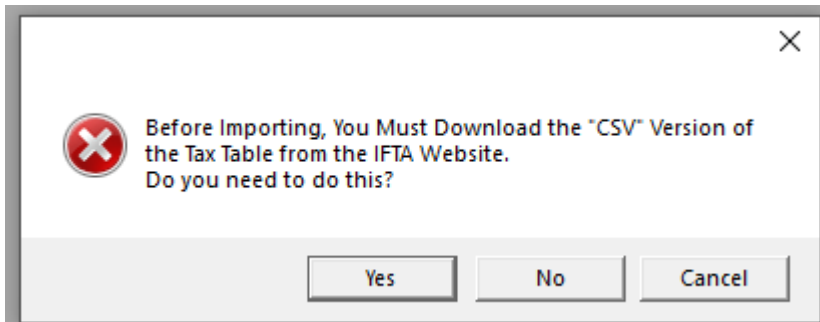 Before Importing, You Must Download the "CSV" Version of
the Tax Table from the IFTA Website.
Do you need to do this?
Yes No Cancel